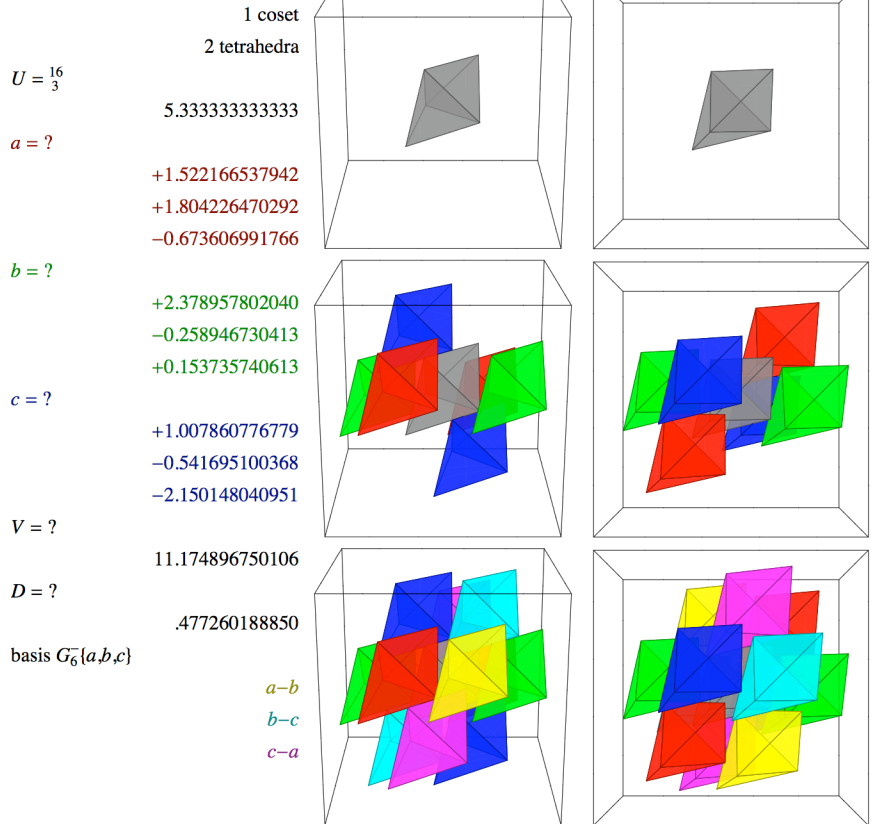 1 coset
2 tetrahedra
U = 16/3
5.333333333333
a = ?
+1.522166537942
+1.804226470292
−0.673606991766
b = ?
+2.378957802040
−0.258946730413
+0.153735740613
c = ?
+1.007860776779
−0.541695100368
−2.150148040951
V = ?
11.174896750106
D = ?
.477260188850
basis G₆⁻{a,b,c}
a−b
b−c
c−a